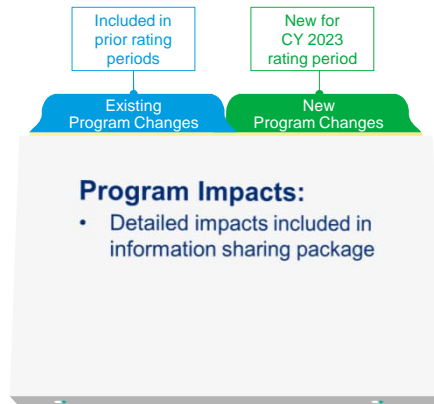 Included in
prior rating
periods
New for
CY 2023
rating period
Existing
Program Changes
New
Program Changes
Program Impacts:
• Detailed impacts included in
information sharing package